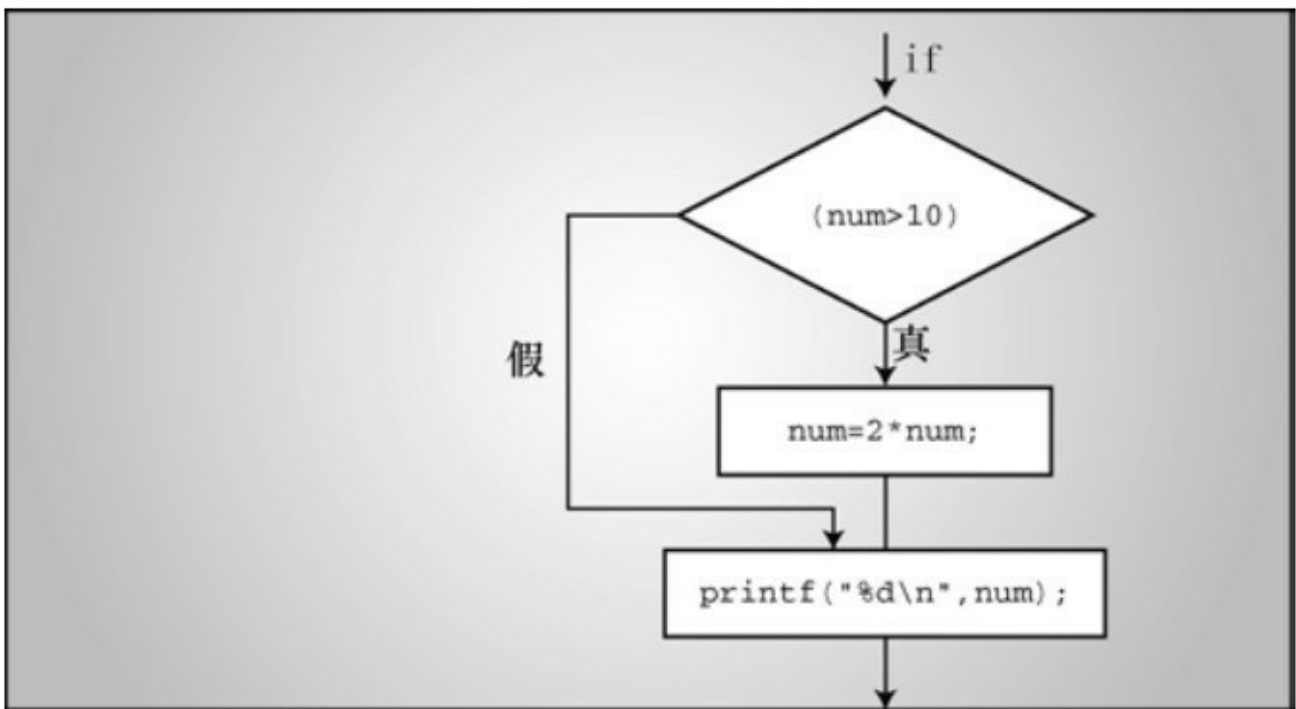 if
(num>10)
真
假
num=2*num;
printf("%d\n",num);